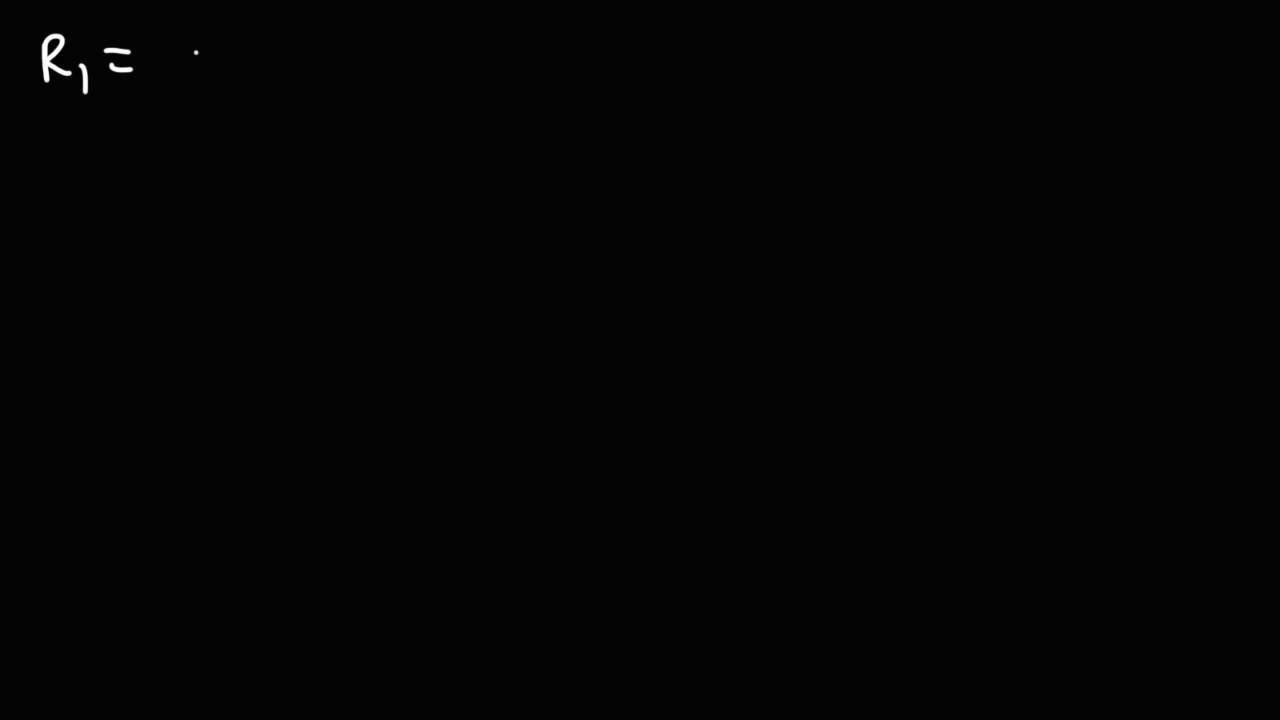 R₁ =